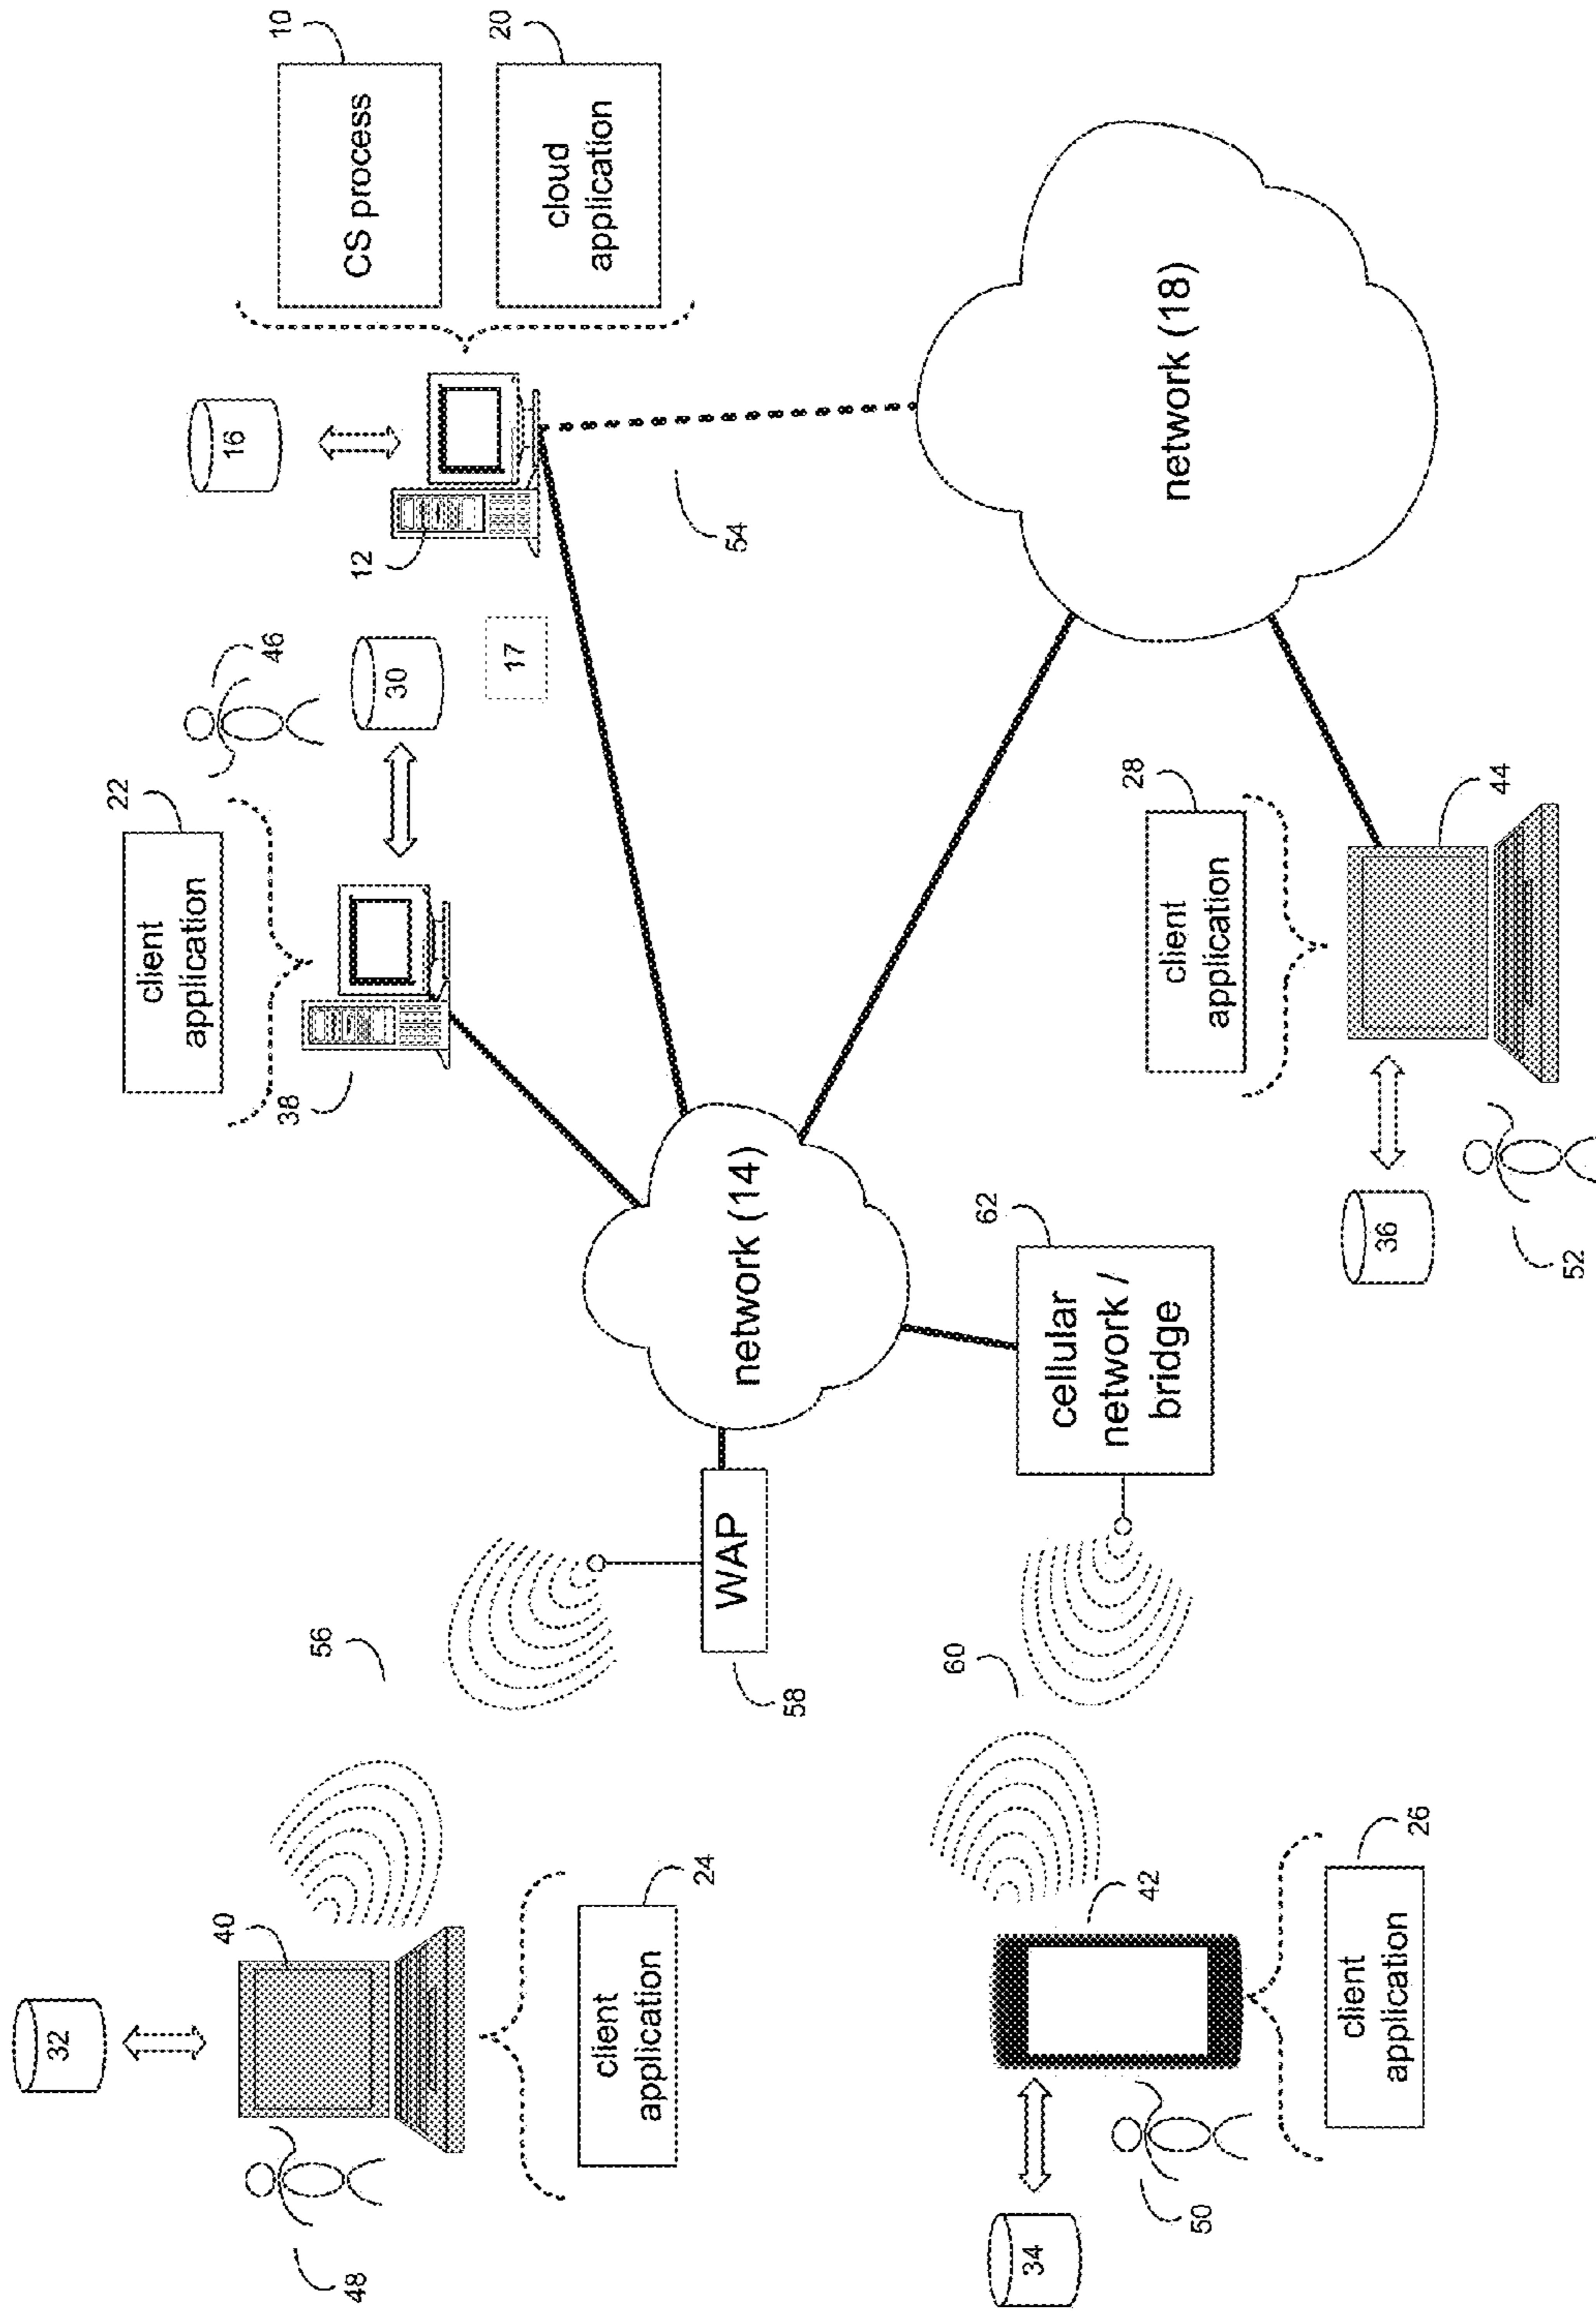 32
22
10
client
application
40
16
46
38
48
56
12
30
CS process
20
17
cloud
application
client
application
24
54
WAP
network (14)
58
60
62
34
cellular
network /
bridge
42
28
network (18)
client
application
50
client
application
26
36
44
52